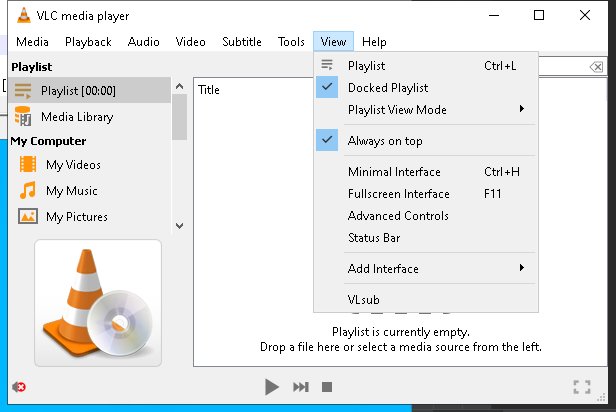 VLC media player
Media Playback Audio Video Subtitle Tools View Help
Playlist
Playlist [00:00]
Media Library
My Computer
My Videos
My Music
My Pictures
Title
Playlist Ctrl+L
Docked Playlist
Playlist View Mode
Always on top
Minimal Interface Ctrl+H
Fullscreen Interface F11
Advanced Controls
Status Bar
Add Interface
VLsub
Playlist is currently empty.
Drop a file here or select a media source from the left.